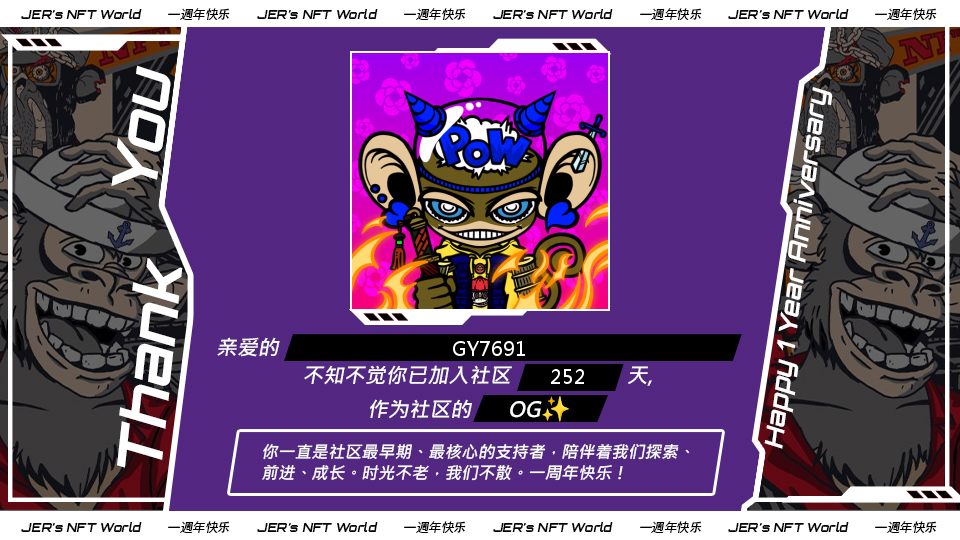 JER's NFT World 一週年快乐 JER's NFT World 一週年快乐 JER's NFT World 一週年快乐 JER's NFT World 一週年快乐
Thank You
POW
Happy 1 Year Anniversary
亲爱的 GY7691
不知不觉你已加入社区 252 天,
作为社区的 OG✨
你一直是社区最早期、最核心的支持者，陪伴着我们探索、
前进、成长。时光不老，我们不散。一周年快乐！
JER's NFT World 一週年快乐 JER's NFT World 一週年快乐 JER's NFT World 一週年快乐 JER's NFT World 一週年快乐